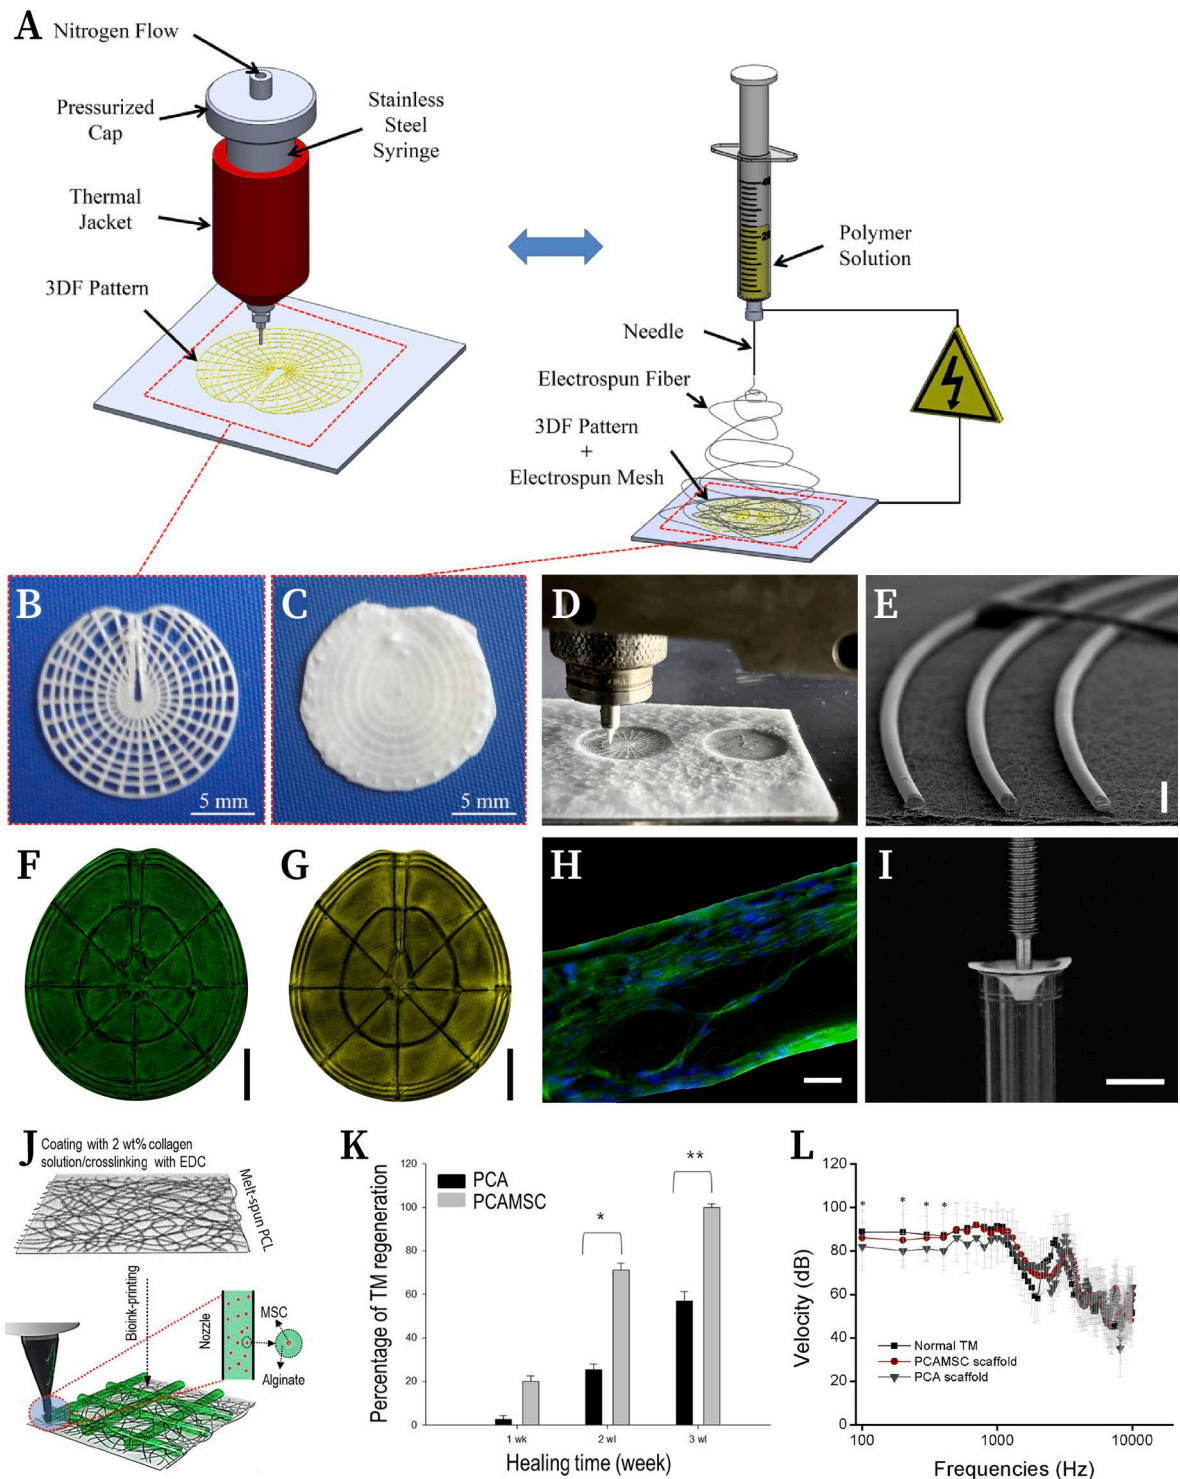 A
Nitrogen Flow
Pressurized
Cap
Stainless
Steel
Syringe
Thermal
Jacket
3DF Pattern
40
20
Polymer
Solution
Needle
Electrospun Fiber
3DF Pattern
+
Electrospun Mesh
B
5 mm
C
5 mm
D
E
F
G
H
I
J
Coating with 2 wt% collagen
solution/crosslinking with EDC
Melt-spun PCL
Bioink-printing
Nozzle
MSC
Alginate
K
Percentage of TM regeneration
120
100
80
60
40
20
0
PCA
PCAMSC
*
**
1 wk
2 wl
3 wl
Healing time (week)
L
Velocity (dB)
120
100
80
60
40
20
0
* * * *
Normal TM
PCAMSC scaffold
PCA scaffold
100
1000
10000
Frequencies (Hz)